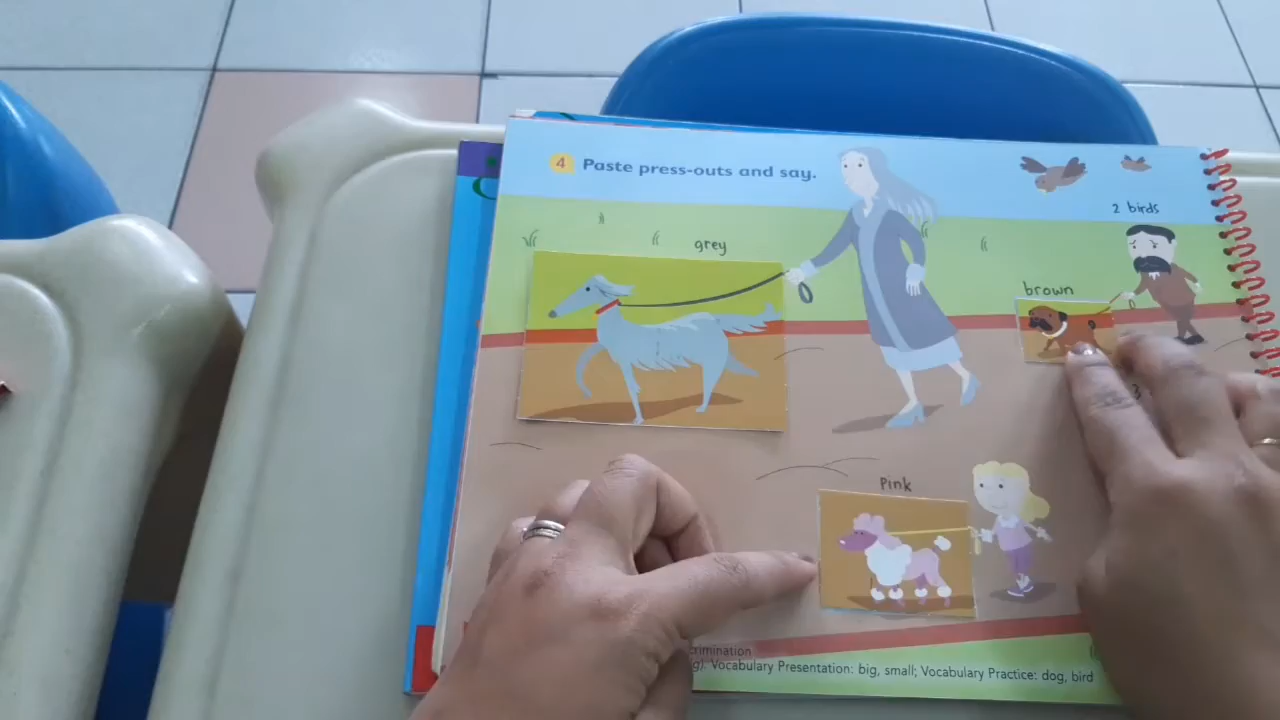 4 Paste press-outs and say.
2 birds
grey
brown
3
pink
Vocabulary Presentation: big, small; Vocabulary Practice: dog, bird